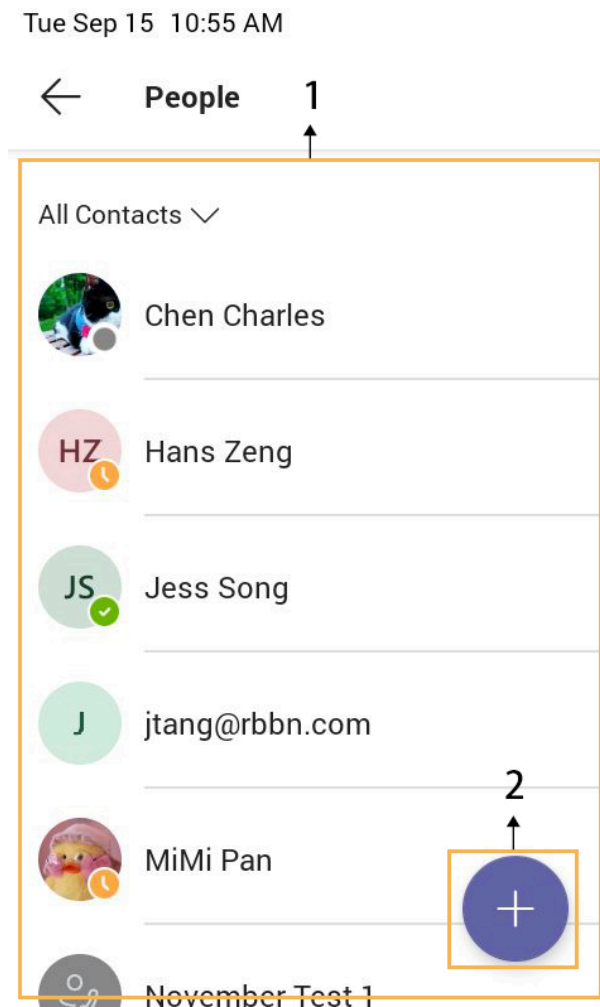 Tue Sep 15 10:55 AM
People 1
All Contacts
Chen Charles
HZ Hans Zeng
JS Jess Song
J jtang@rbbn.com
2
MiMi Pan
November Test 1